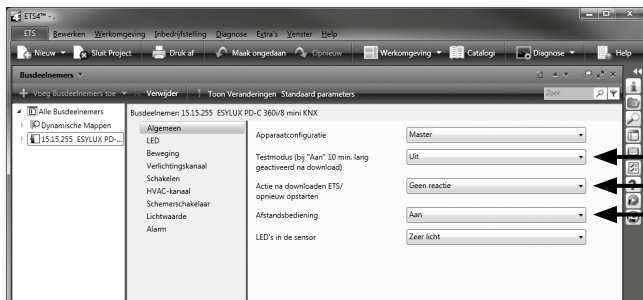 ETS4™ - .
ETS Bewerken Werkomgeving Inbedrijfstelling Diagnose Extra's Venster Help
Nieuw Sluit Project Druk af Maak ongedaan Opnieuw Werkomgeving Catalogi Diagnose Help
Busdeelnemers
Voeg Busdeelnemers toe Verwijder Toon Veranderingen Standaard parameters Zoek
Alle Busdeelnemers
Dynamische Mappen
15.15.255 ESYLUX PD-...
Busdeelnemer: 15.15.255 ESYLUX PD-C 360i/8 mini KNX
Algemeen
LED
Beweging
Verlichtingskanaal
Schakelen
HVAC-kanaal
Schemerschakelaar
Lichtwaarde
Alarm
Apparaatconfiguratie Master
Testmodus (bij "Aan" 10 min. lang
geactiveerd na download) Uit
Actie na downloaden ETS/
opnieuw opstarten Geen reactie
Afstandsbediening Aan
LED's in de sensor Zeer licht